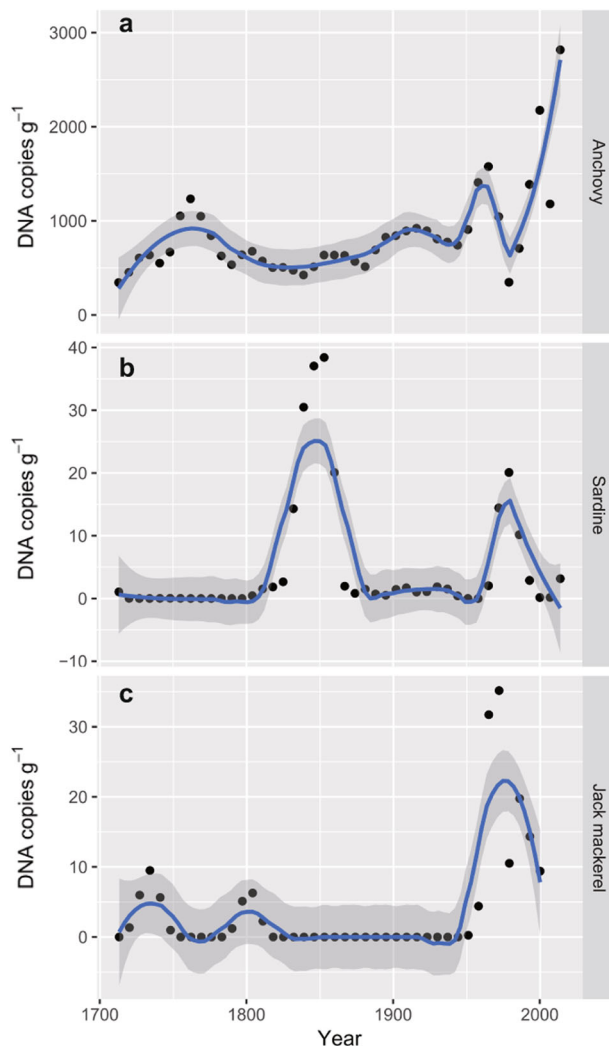 a
3000
2000
1000
0
DNA copies g⁻¹
Anchovy
b
40
30
20
10
0
−10
DNA copies g⁻¹
Sardine
c
30
20
10
0
DNA copies g⁻¹
Jack mackerel
1700 1800 1900 2000
Year